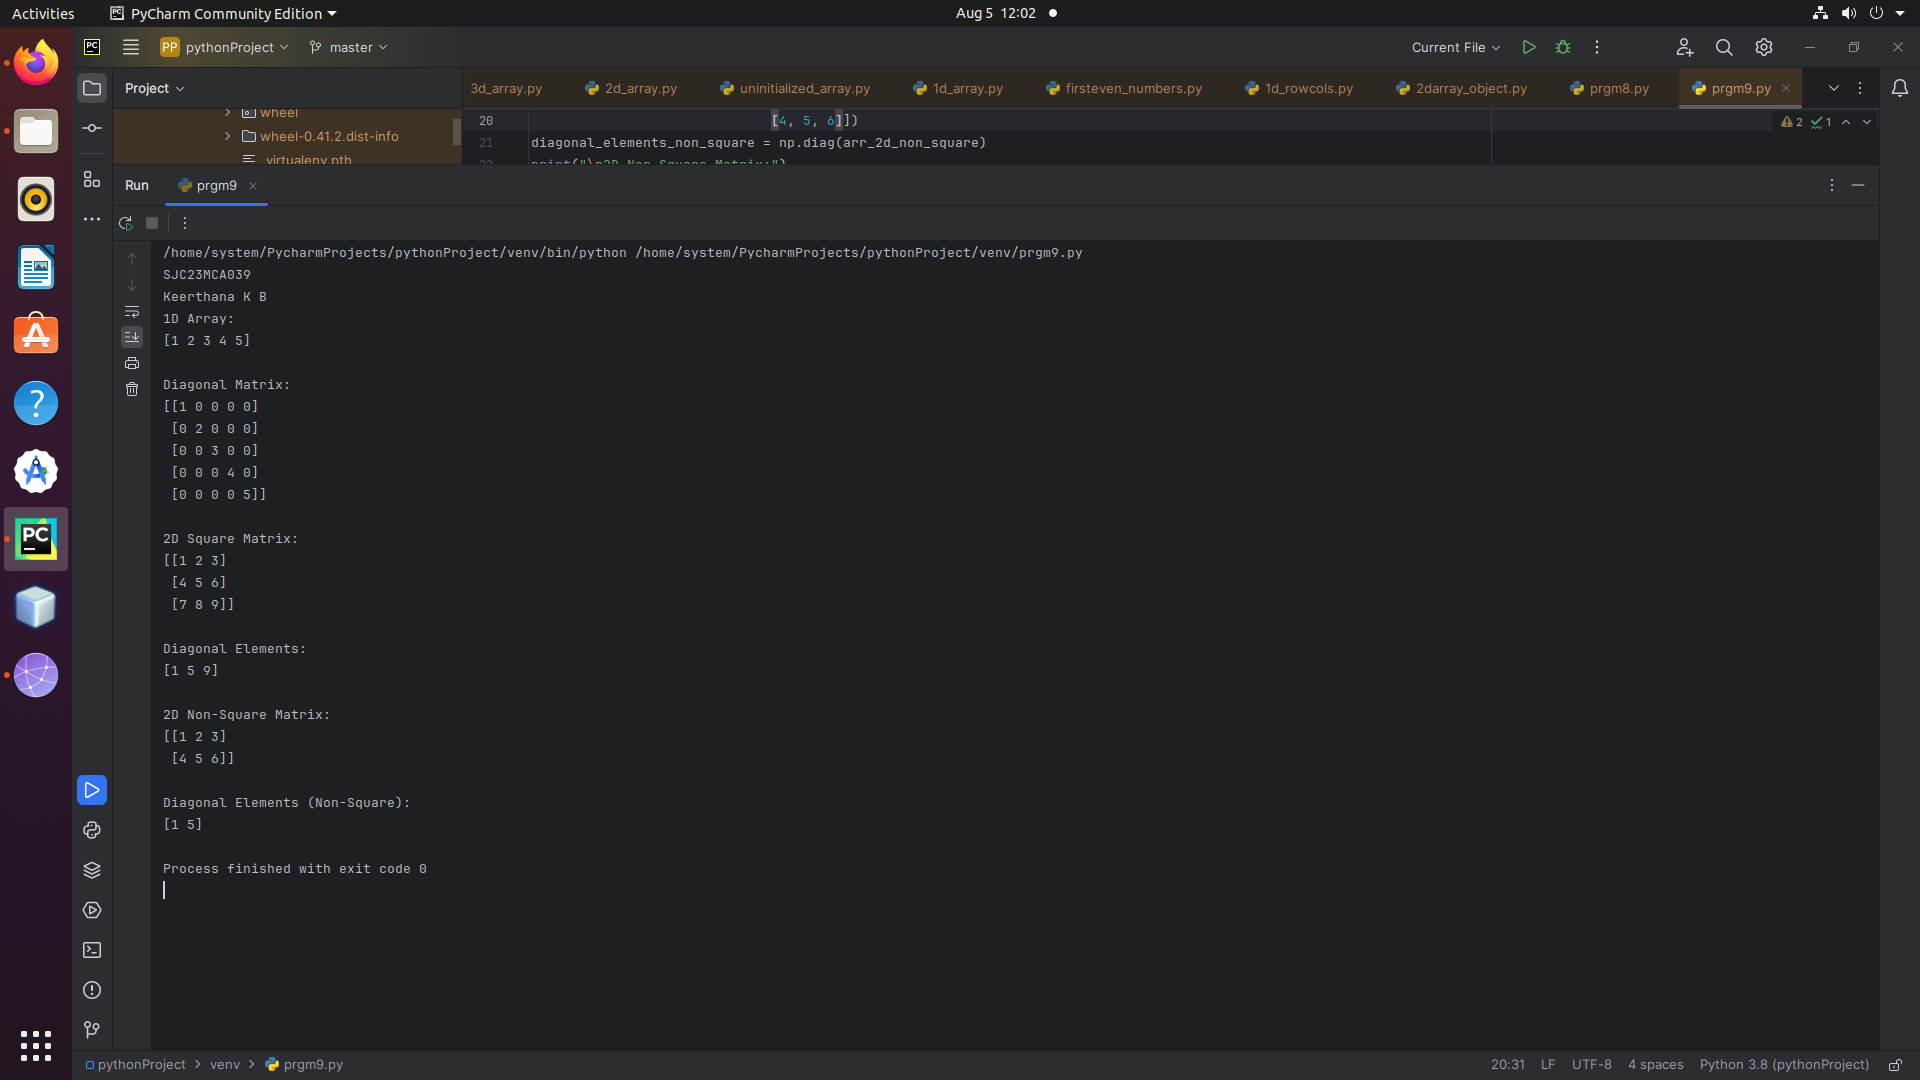 Activities
PyCharm Community Edition
Aug 5 12:02
PC
PP pythonProject
master
Current File
Project
3d_array.py
2d_array.py
uninitialized_array.py
1d_array.py
firsteven_numbers.py
1d_rowcols.py
2darray_object.py
prgm8.py
prgm9.py
wheel
wheel-0.41.2.dist-info
virtualenv.pth
20 [4, 5, 6]])
21 diagonal_elements_non_square = np.diag(arr_2d_non_square)
22 print("\n2D Non-Square Matrix:")
2 1
Run
prgm9
/home/system/PycharmProjects/pythonProject/venv/bin/python /home/system/PycharmProjects/pythonProject/venv/prgm9.py
SJC23MCA039
Keerthana K B
1D Array:
[1 2 3 4 5]
Diagonal Matrix:
[[1 0 0 0 0]
[0 2 0 0 0]
[0 0 3 0 0]
[0 0 0 4 0]
[0 0 0 0 5]]
2D Square Matrix:
[[1 2 3]
[4 5 6]
[7 8 9]]
Diagonal Elements:
[1 5 9]
2D Non-Square Matrix:
[[1 2 3]
[4 5 6]]
Diagonal Elements (Non-Square):
[1 5]
Process finished with exit code 0
PC
pythonProject > venv > prgm9.py
20:31 LF UTF-8 4 spaces Python 3.8 (pythonProject)